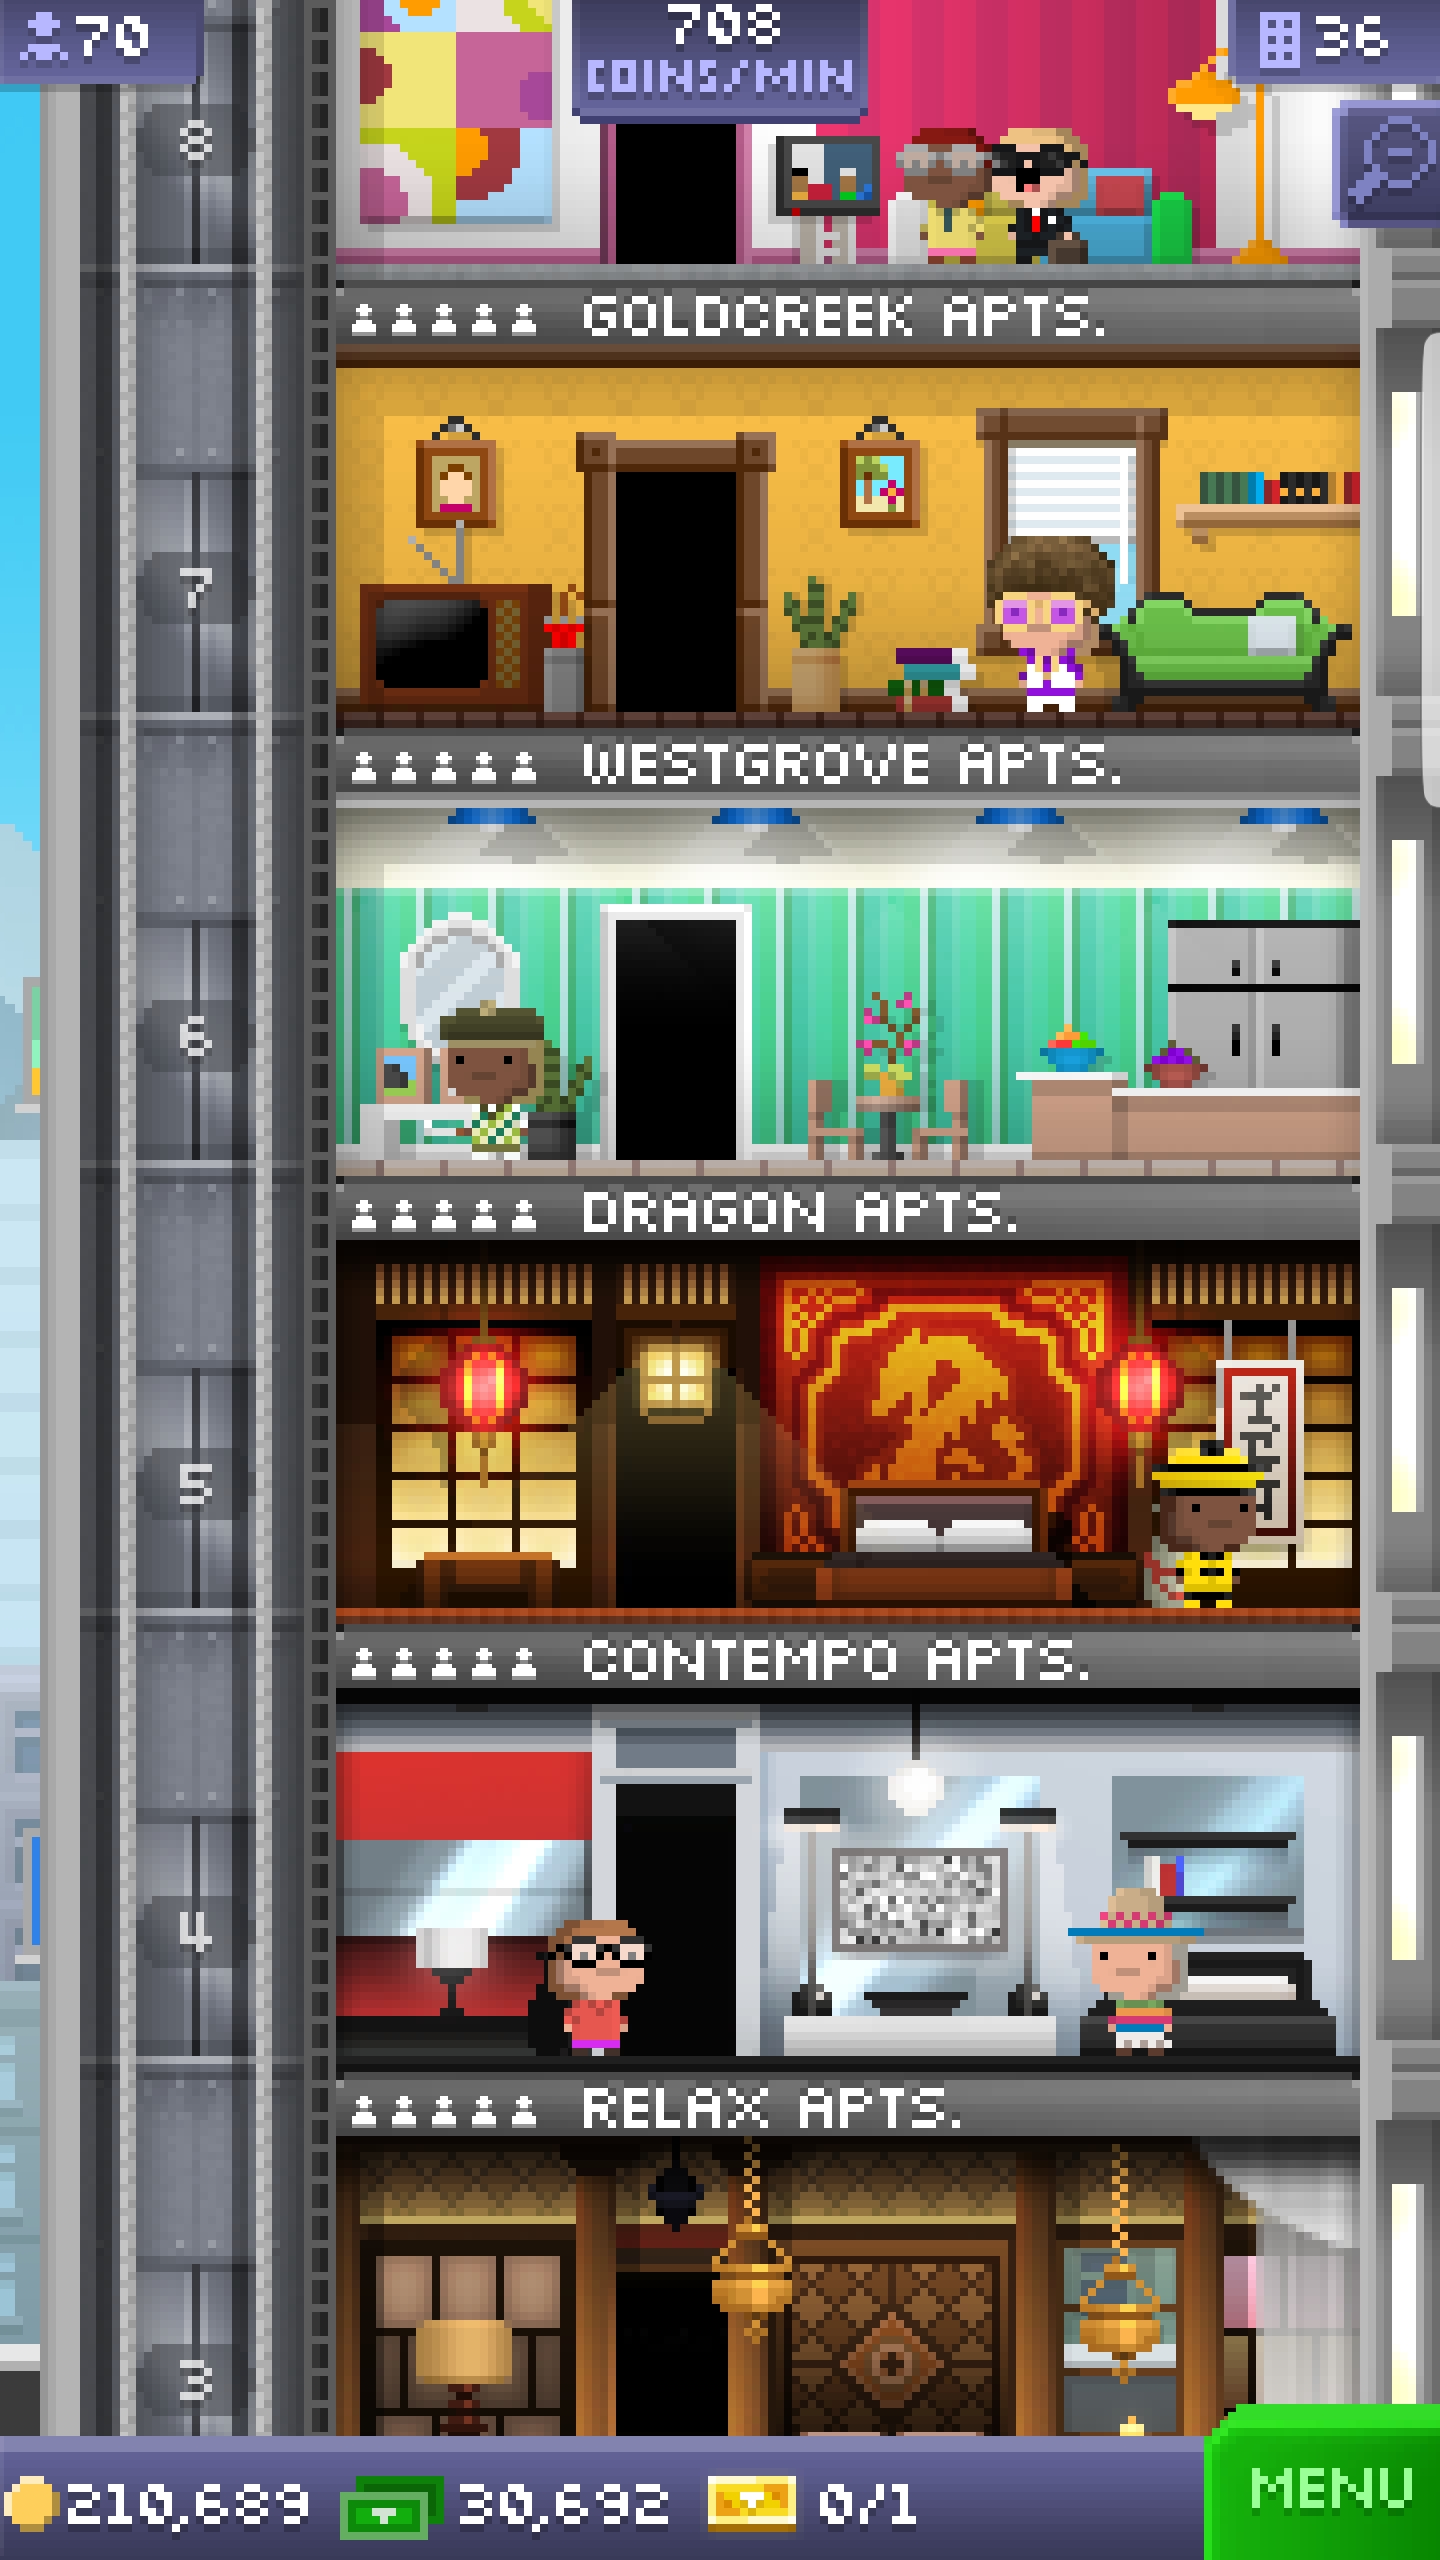 70
708
COINS/MIN
36
8
GOLDCREEK APTS.
7
WESTGROVE APTS.
6
DRAGON APTS.
5
CONTEMPO APTS.
4
RELAX APTS.
3
210,689
30,692
0/1
MENU